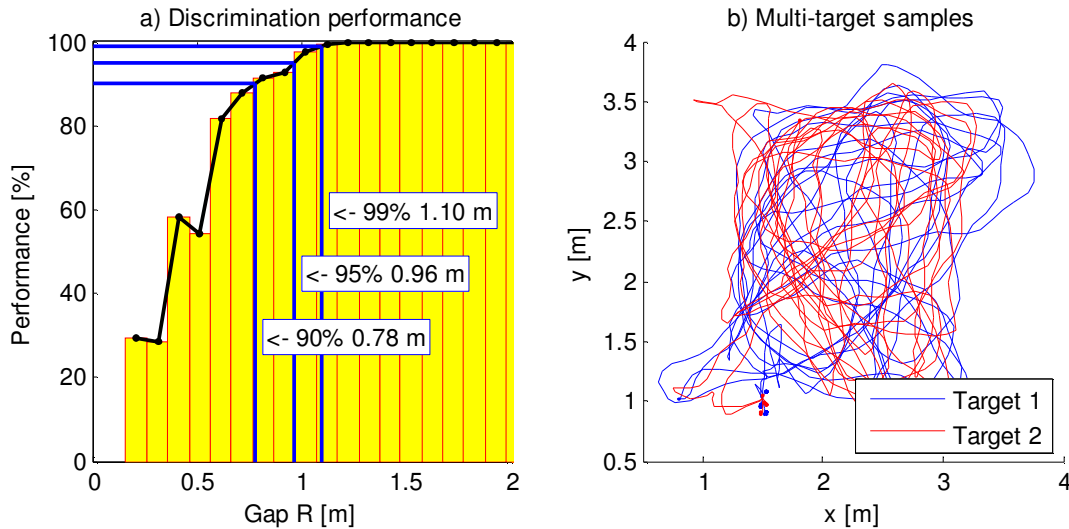 a) Discrimination performance
100
80
60
40
20
0
Performance [%]
<- 99% 1.10 m
<- 95% 0.96 m
<- 90% 0.78 m
0 0.5 1 1.5 2
Gap R [m]
b) Multi-target samples
4
3.5
3
2.5
2
1.5
1
0.5
y [m]
Target 1
Target 2
1 2 3 4
x [m]